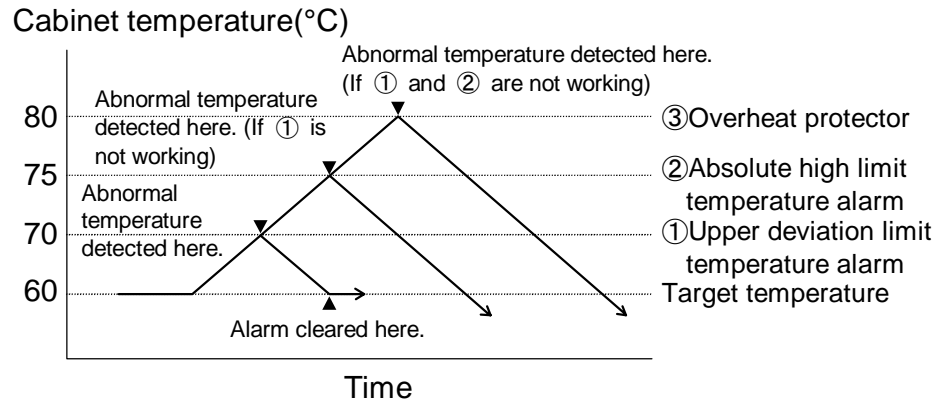 Cabinet temperature(°C)
Abnormal temperature detected here.
(If ① and ② are not working)
Abnormal temperature
detected here. (If ① is
not working)
80
③Overheat protector
75
②Absolute high limit
temperature alarm
Abnormal
temperature
detected here.
70
①Upper deviation limit
temperature alarm
60
Target temperature
Alarm cleared here.
Time